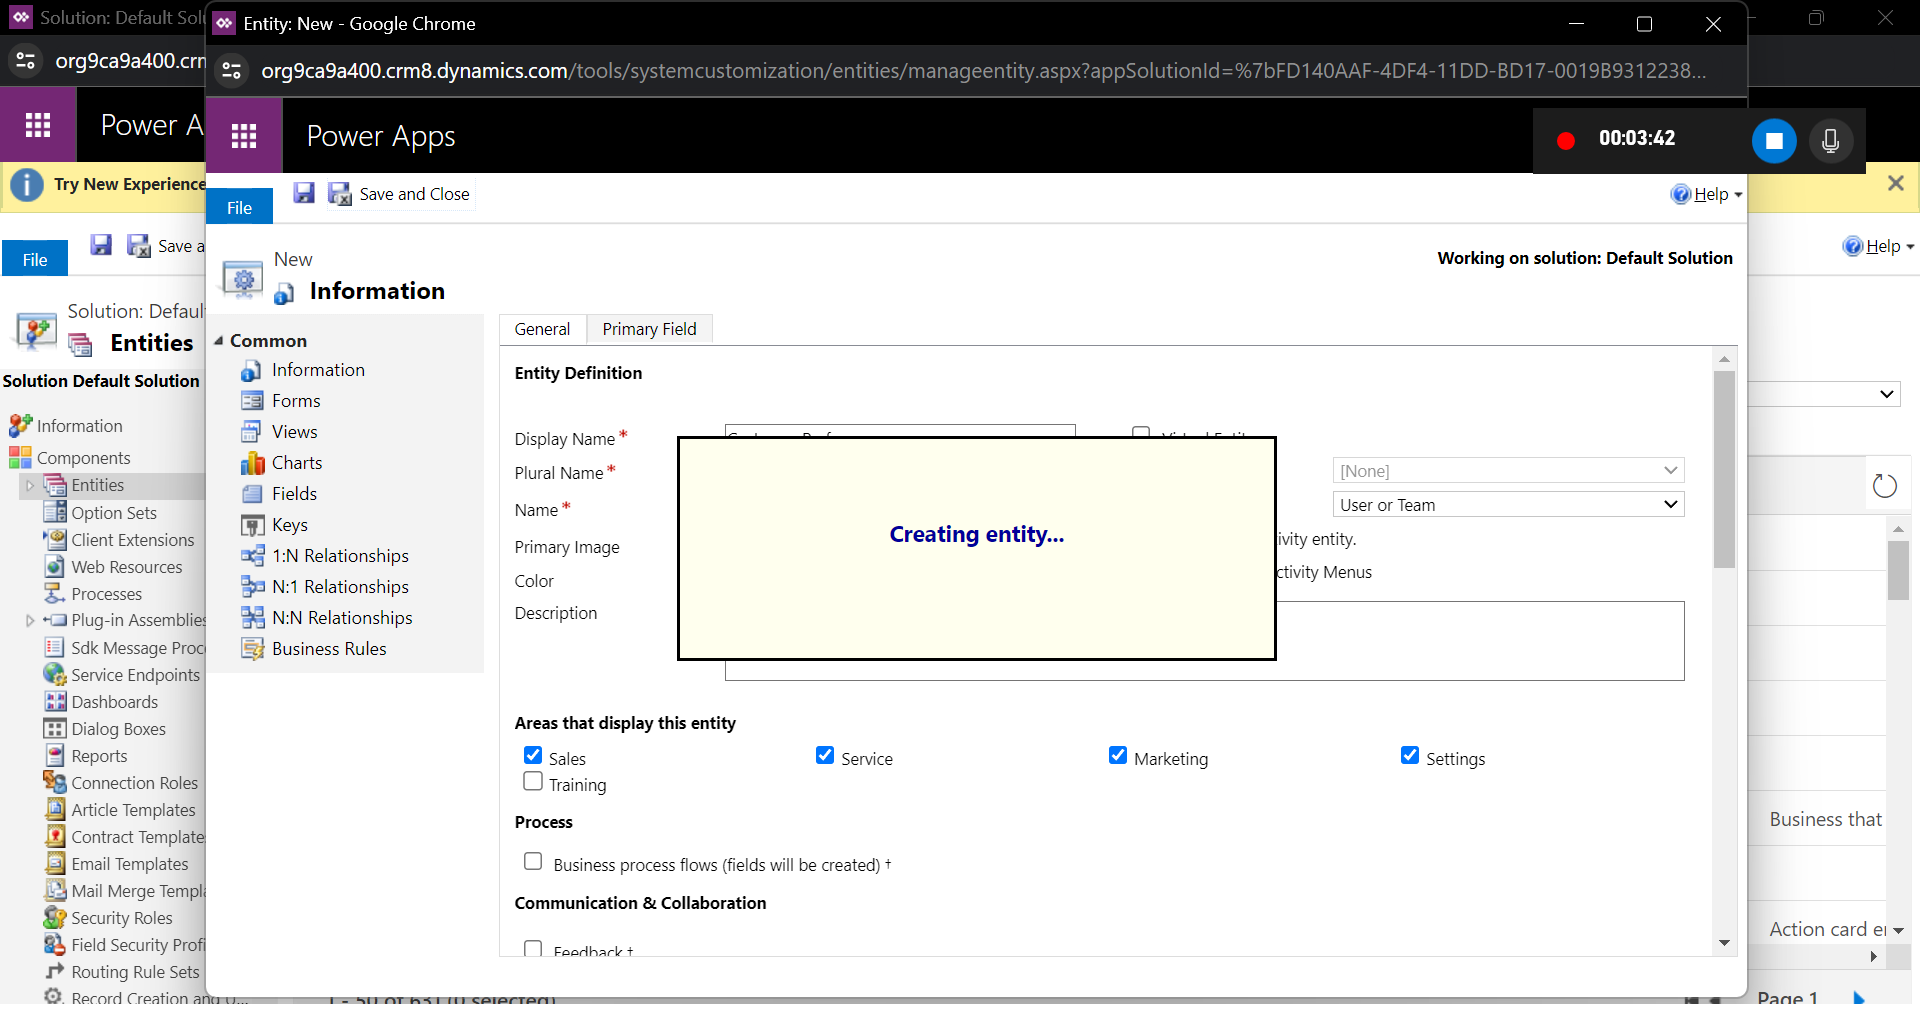 Solution: Default Sol
org9ca9a400.crm
Power A
Try New Experience
File
Save a
Help
Solution: Defaul
Entities
Solution Default Solution
Information
Components
Entities
Option Sets
Client Extensions
Web Resources
Processes
Plug-in Assemblies
Sdk Message Proc
Service Endpoints
Dashboards
Dialog Boxes
Reports
Connection Roles
Article Templates
Contract Template
Email Templates
Mail Merge Templa
Security Roles
Field Security Profi
Routing Rule Sets
Record Creation and U...
Entity: New - Google Chrome
org9ca9a400.crm8.dynamics.com/tools/systemcustomization/entities/manageentity.aspx?appSolutionId=%7bFD140AAF-4DF4-11DD-BD17-0019B9312238...
Power Apps
00:03:42
File
Save and Close
Help
New
Information
Working on solution: Default Solution
Common
Information
Forms
Views
Charts
Fields
Keys
1:N Relationships
N:1 Relationships
N:N Relationships
Business Rules
General
Primary Field
Entity Definition
Display Name*
Plural Name*
[None]
Name*
User or Team
Primary Image
ivity entity.
Color
ctivity Menus
Description
Creating entity...
Areas that display this entity
Sales
Service
Marketing
Settings
Training
Process
Business process flows (fields will be created) †
Communication & Collaboration
Feedback †
Business that
Action card e
1 - 50 of 631 (0 selected)
Page 1